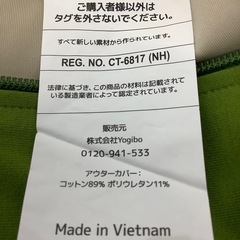 ご購入者様以外は
タグを外さないでください。
すべて新しい素材から作られています。
REG. NO. CT-6817 (NH)
法律に基づき、この商品の材料は記載されて
いる製造業者によって認定されています。
販売元
株式会社Yogibo
0120-941-533
アウターカバー：
コットン89% ポリウレタン11%
Made in Vietnam